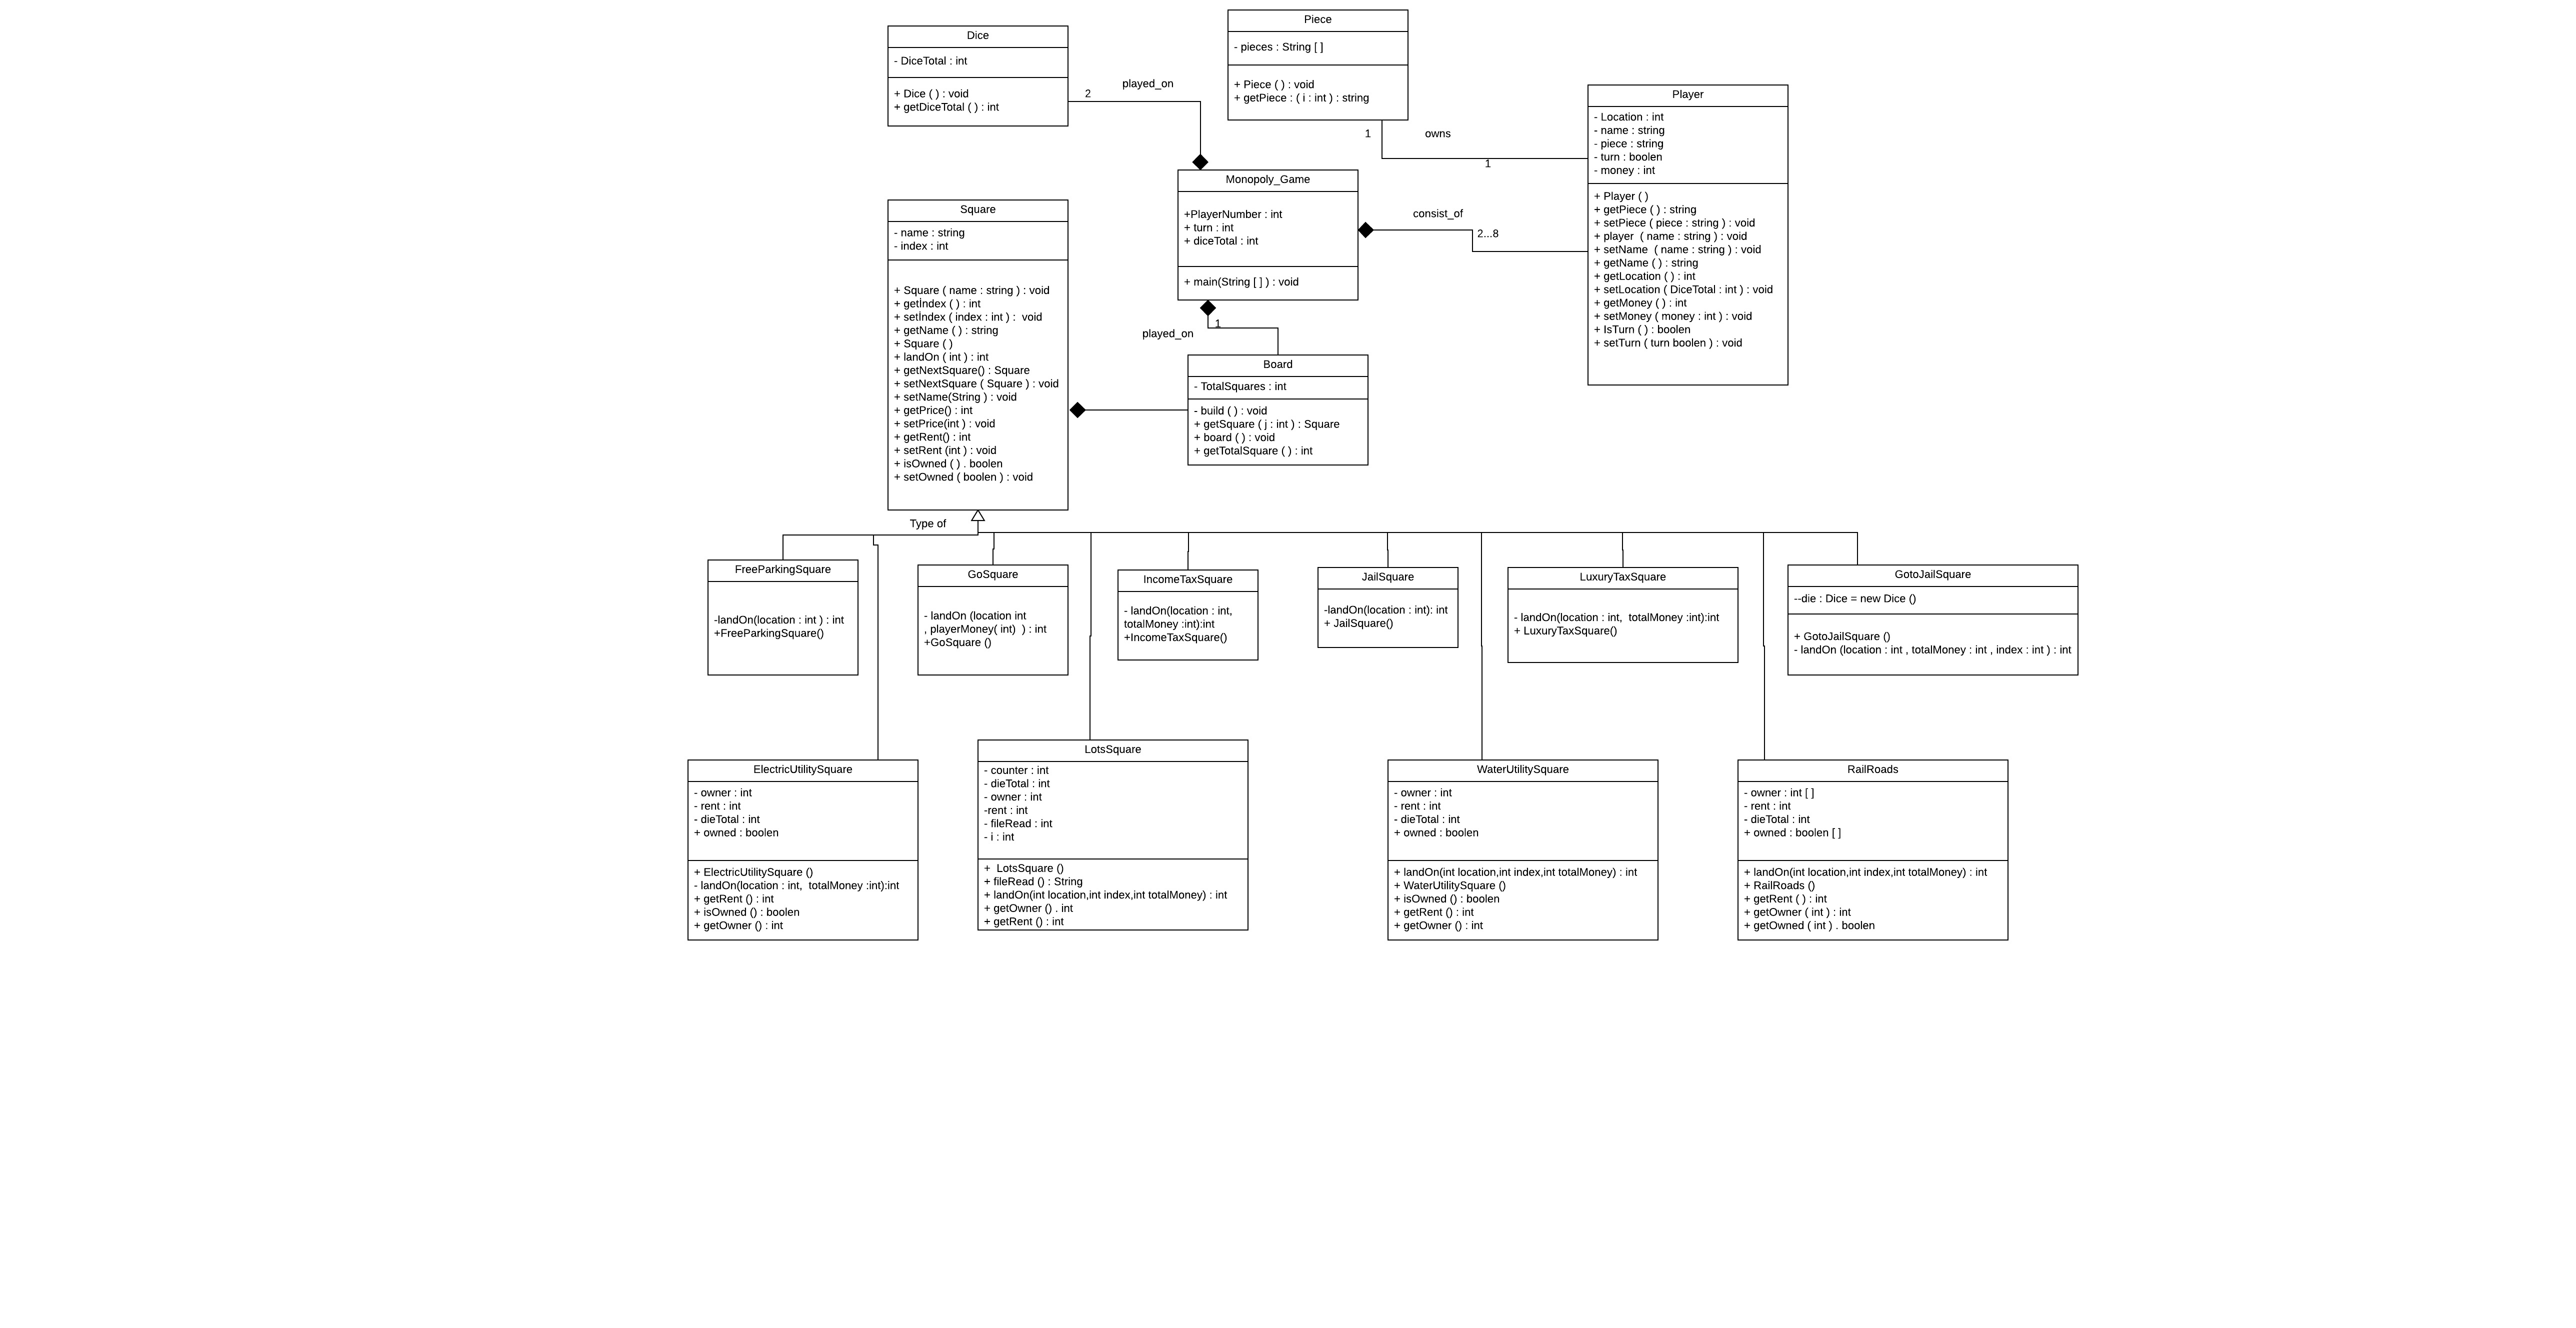 Dice
- DiceTotal : int
+ Dice ( ) : void
+ getDiceTotal ( ) : int
played_on
2
Piece
- pieces : String [ ]
+ Piece ( ) : void
+ getPiece : ( i : int ) : string
1
owns
1
Player
- Location : int
- name : string
- piece : string
- turn : boolen
- money : int
+ Player ( )
+ getPiece ( ) : string
+ setPiece ( piece : string ) : void
+ player  ( name : string ) : void
+ setName  ( name : string ) : void
+ getName ( ) : string
+ getLocation ( ) : int
+ setLocation ( DiceTotal : int ) : void
+ getMoney ( ) : int
+ setMoney ( money : int ) : void
+ IsTurn ( ) : boolen
+ setTurn ( turn boolen ) : void
Monopoly_Game
+PlayerNumber : int
+ turn : int
+ diceTotal : int
+ main(String [ ] ) : void
consist_of
2...8
1
played_on
Square
- name : string
- index : int
+ Square ( name : string ) : void
+ getİndex ( ) : int
+ setİndex ( index : int ) :  void
+ getName ( ) : string
+ Square ( )
+ landOn ( int ) : int
+ getNextSquare() : Square
+ setNextSquare ( Square ) : void
+ setName(String ) : void
+ getPrice() : int
+ setPrice(int ) : void
+ getRent() : int
+ setRent (int ) : void
+ isOwned ( ) . boolen
+ setOwned ( boolen ) : void
Board
- TotalSquares : int
- build ( ) : void
+ getSquare ( j : int ) : Square
+ board ( ) : void
+ getTotalSquare ( ) : int
Type of
FreeParkingSquare
-landOn(location : int ) : int
+FreeParkingSquare()
GoSquare
- landOn (location int
, playerMoney( int)  ) : int
+GoSquare ()
IncomeTaxSquare
- landOn(location : int,
totalMoney :int):int
+IncomeTaxSquare()
JailSquare
-landOn(location : int): int
+ JailSquare()
LuxuryTaxSquare
- landOn(location : int,  totalMoney :int):int
+ LuxuryTaxSquare()
GotoJailSquare
--die : Dice = new Dice ()
+ GotoJailSquare ()
- landOn (location : int , totalMoney : int , index : int ) : int
ElectricUtilitySquare
- owner : int
- rent : int
- dieTotal : int
+ owned : boolen
+ ElectricUtilitySquare ()
- landOn(location : int,  totalMoney :int):int
+ getRent () : int
+ isOwned () : boolen
+ getOwner () : int
LotsSquare
- counter : int
- dieTotal : int
- owner : int
-rent : int
- fileRead : int
- i : int
+  LotsSquare ()
+ fileRead () : String
+ landOn(int location,int index,int totalMoney) : int
+ getOwner () . int
+ getRent () : int
WaterUtilitySquare
- owner : int
- rent : int
- dieTotal : int
+ owned : boolen
+ landOn(int location,int index,int totalMoney) : int
+ WaterUtilitySquare ()
+ isOwned () : boolen
+ getRent () : int
+ getOwner () : int
RailRoads
- owner : int [ ]
- rent : int
- dieTotal : int
+ owned : boolen [ ]
+ landOn(int location,int index,int totalMoney) : int
+ RailRoads ()
+ getRent ( ) : int
+ getOwner ( int ) : int
+ getOwned ( int ) . boolen